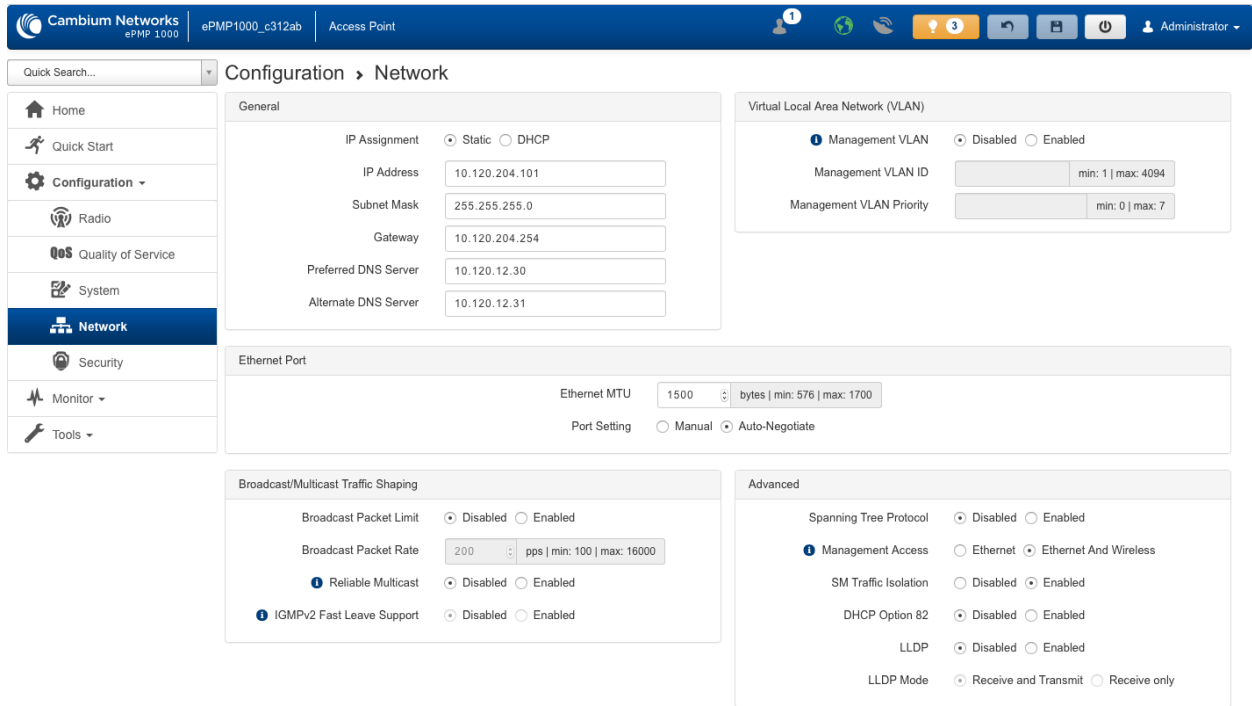 Cambium Networks
ePMP 1000
ePMP1000_c312ab
Access Point
1
3
Administrator
Quick Search...
Configuration › Network
Home
Quick Start
Configuration
Radio
QoS Quality of Service
System
Network
Security
Monitor
Tools
General
IP Assignment Static DHCP
IP Address 10.120.204.101
Subnet Mask 255.255.255.0
Gateway 10.120.204.254
Preferred DNS Server 10.120.12.30
Alternate DNS Server 10.120.12.31
Virtual Local Area Network (VLAN)
Management VLAN Disabled Enabled
Management VLAN ID min: 1 | max: 4094
Management VLAN Priority min: 0 | max: 7
Ethernet Port
Ethernet MTU 1500 bytes | min: 576 | max: 1700
Port Setting Manual Auto-Negotiate
Broadcast/Multicast Traffic Shaping
Broadcast Packet Limit Disabled Enabled
Broadcast Packet Rate 200 pps | min: 100 | max: 16000
Reliable Multicast Disabled Enabled
IGMPv2 Fast Leave Support Disabled Enabled
Advanced
Spanning Tree Protocol Disabled Enabled
Management Access Ethernet Ethernet And Wireless
SM Traffic Isolation Disabled Enabled
DHCP Option 82 Disabled Enabled
LLDP Disabled Enabled
LLDP Mode Receive and Transmit Receive only